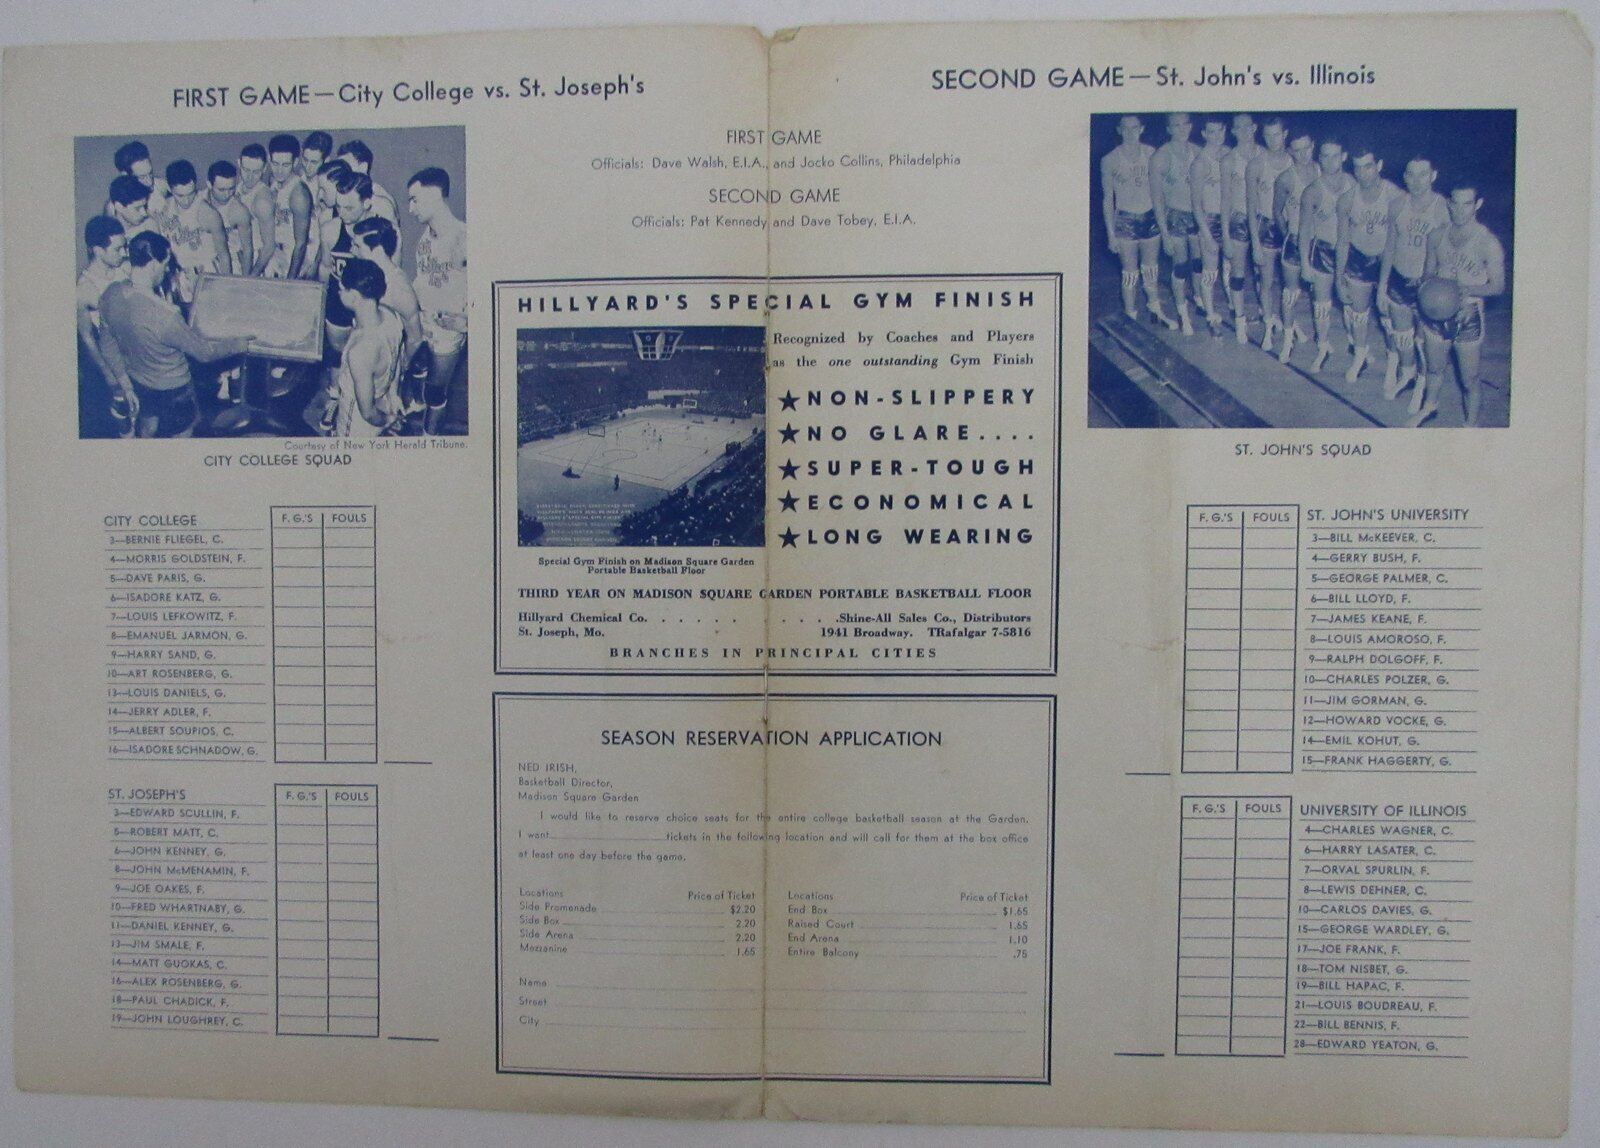 FIRST GAME—City College vs. St. Joseph's
Courtesy of New York Herald Tribune.
CITY COLLEGE SQUAD
CITY COLLEGE
F. G.'S FOULS
3—BERNIE FLIEGEL, C.
4—MORRIS GOLDSTEIN, F.
5—DAVE PARIS, G.
6—ISADORE KATZ, G.
7—LOUIS LEFKOWITZ, F.
8—EMANUEL JARMON, G.
9—HARRY SAND, G.
10—ART ROSENBERG, G.
13—LOUIS DANIELS, G.
14—JERRY ADLER, F.
15—ALBERT SOUPIOS, C.
16—ISADORE SCHNADOW, G.
ST. JOSEPH'S
F. G.'S FOULS
3—EDWARD SCULLIN, F.
5—ROBERT MATT, C.
6—JOHN KENNEY, G.
8—JOHN McMENAMIN, F.
9—JOE OAKES, F.
10—FRED WHARTNABY, G.
11—DANIEL KENNEY, G.
13—JIM SMALE, F.
14—MATT GUOKAS, C.
16—ALEX ROSENBERG, G.
18—PAUL CHADICK, F.
19—JOHN LOUGHREY, C.
FIRST GAME
Officials: Dave Walsh, E.I.A., and Jocko Collins, Philadelphia
SECOND GAME
Officials: Pat Kennedy and Dave Tobey, E.I.A.
HILLYARD'S SPECIAL GYM FINISH
Recognized by Coaches and Players
as the one outstanding Gym Finish
★NON-SLIPPERY
★NO GLARE....
★SUPER-TOUGH
★ECONOMICAL
★LONG WEARING
Special Gym Finish on Madison Square Garden
Portable Basketball Floor
THIRD YEAR ON MADISON SQUARE GARDEN PORTABLE BASKETBALL FLOOR
Hillyard Chemical Co. . . . . . . . . . . .Shine-All Sales Co., Distributors
St. Joseph, Mo. 1941 Broadway. TRafalgar 7-5816
BRANCHES IN PRINCIPAL CITIES
SEASON RESERVATION APPLICATION
NED IRISH,
Basketball Director,
Madison Square Garden
I would like to reserve choice seats for the entire college basketball season at the Garden.
I want tickets in the following location and will call for them at the box office
at least one day before the game.
Locations Price of Ticket Locations Price of Ticket
Side Promenade $2.20 End Box $1.65
Side Box 2.20 Raised Court 1.65
Side Arena 2.20 End Arena 1.10
Mezzanine 1.65 Entire Balcony .75
Name
Street
City
SECOND GAME—St. John's vs. Illinois
ST. JOHN'S SQUAD
F. G.'S FOULS
ST. JOHN'S UNIVERSITY
3—BILL McKEEVER, C.
4—GERRY BUSH, F.
5—GEORGE PALMER, C.
6—BILL LLOYD, F.
7—JAMES KEANE, F.
8—LOUIS AMOROSO, F.
9—RALPH DOLGOFF, F.
10—CHARLES POLZER, G.
11—JIM GORMAN, G.
12—HOWARD VOCKE, G.
14—EMIL KOHUT, G.
15—FRANK HAGGERTY, G.
F. G.'S FOULS
UNIVERSITY OF ILLINOIS
4—CHARLES WAGNER, C.
6—HARRY LASATER, C.
7—ORVAL SPURLIN, F.
8—LEWIS DEHNER, C.
10—CARLOS DAVIES, G.
15—GEORGE WARDLEY, G.
17—JOE FRANK, F.
18—TOM NISBET, G.
19—BILL HAPAC, F.
21—LOUIS BOUDREAU, F.
22—BILL BENNIS, F.
28—EDWARD YEATON, G.